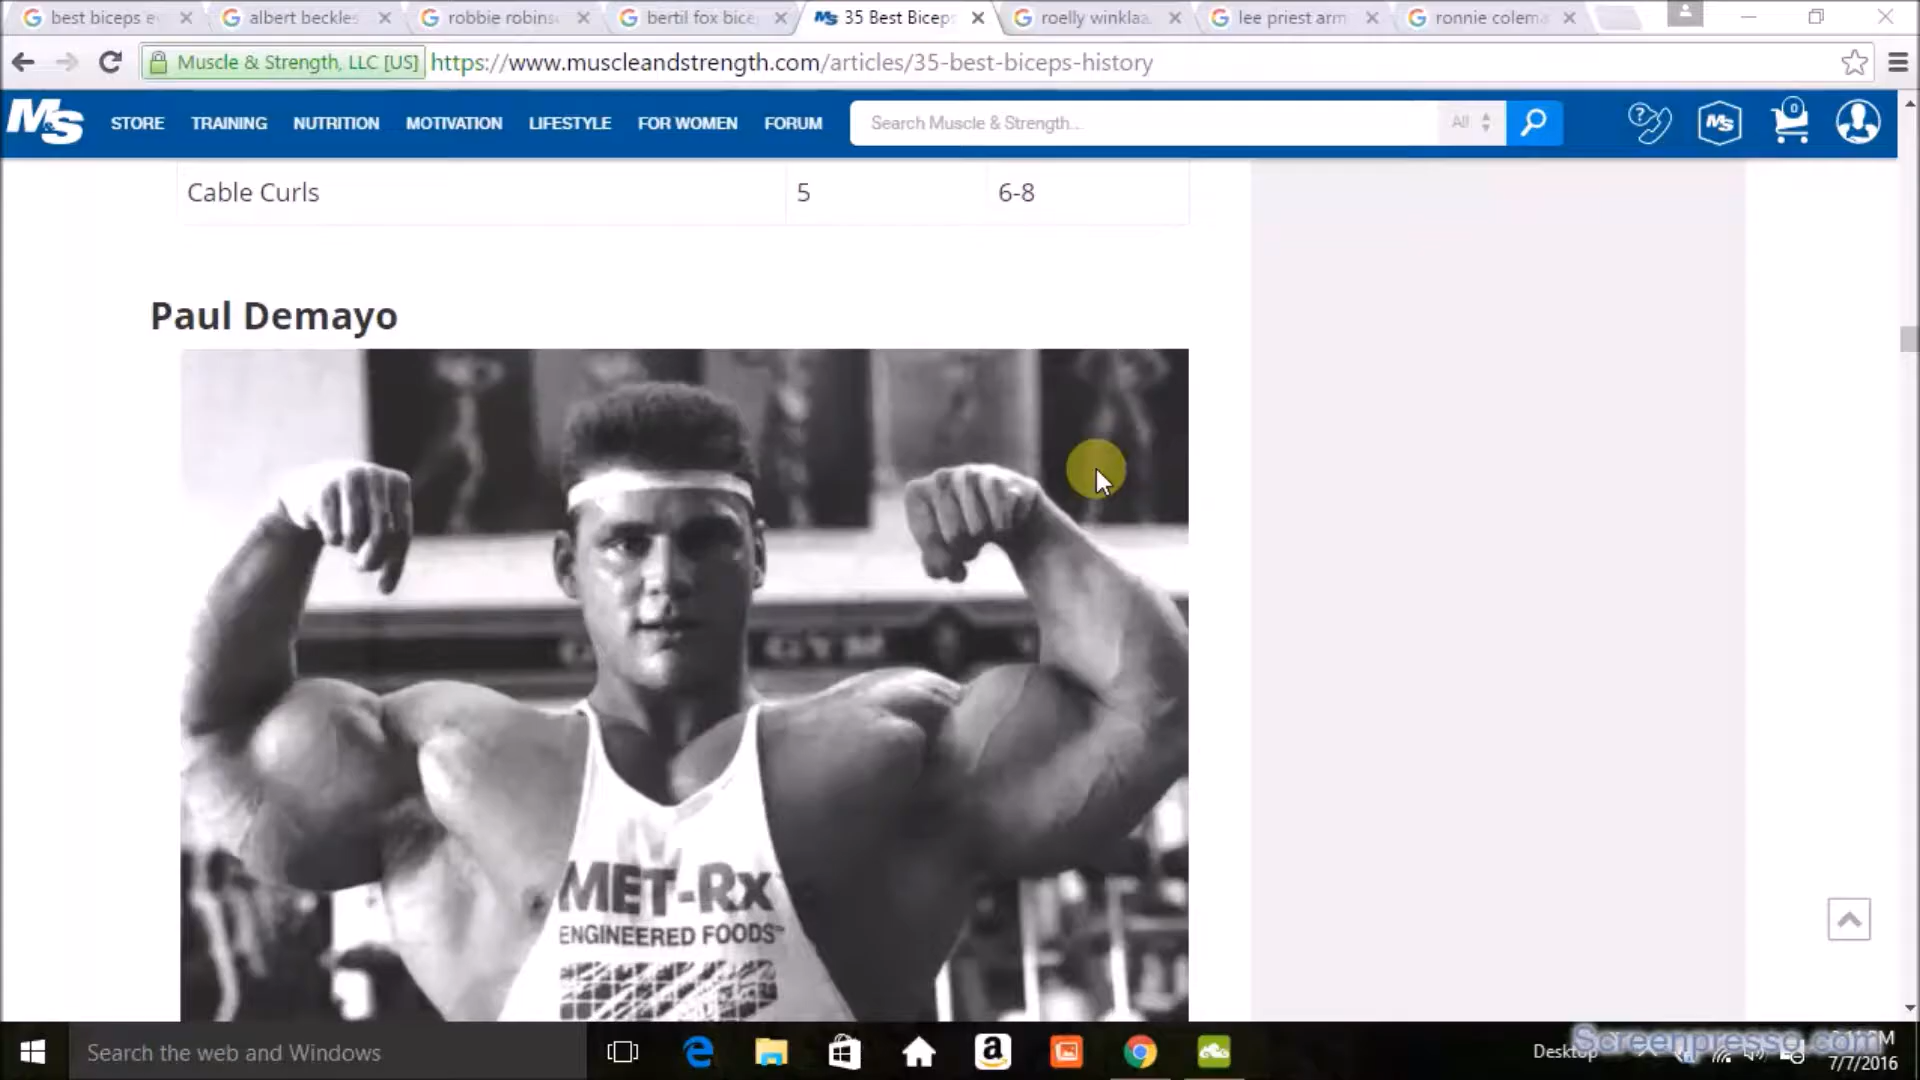 best biceps e
albert beckles
robbie robins
bertil fox bice
35 Best Biceps
roelly winklaa
lee priest arm
ronnie colema
Muscle & Strength, LLC [US]
https://www.muscleandstrength.com/articles/35-best-biceps-history
M&S
STORE
TRAINING
NUTRITION
MOTIVATION
LIFESTYLE
FOR WOMEN
FORUM
Search Muscle & Strength...
All
MS
0
Cable Curls
5
6-8
Paul Demayo
GYM
MET-Rx
ENGINEERED FOODS™
Search the web and Windows
Desktop
Screenpresso.com
7/7/2016